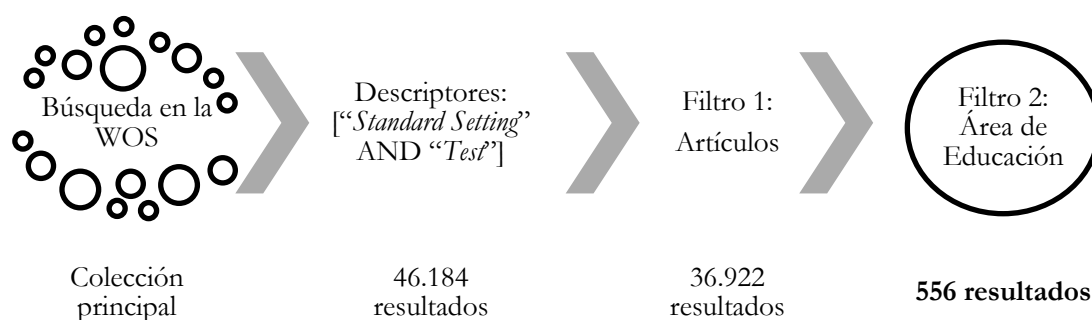 Búsqueda en la
WOS
Descriptores:
[“Standard Setting”
AND “Test”]
Filtro 1:
Artículos
Filtro 2:
Área de
Educación
Colección
principal
46.184
resultados
36.922
resultados
556 resultados